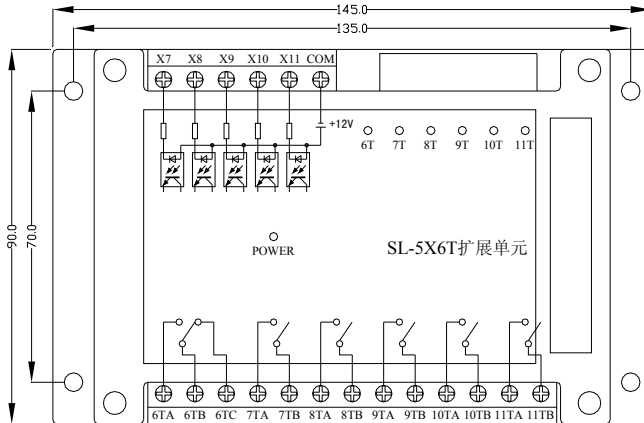 145.0
135.0
X7 X8 X9 X10 X11 COM
+12V
6T 7T 8T 9T 10T 11T
90.0
70.0
POWER
SL-5X6T扩展单元
6TA 6TB 6TC 7TA 7TB 8TA 8TB 9TA 9TB 10TA 10TB 11TA 11TB